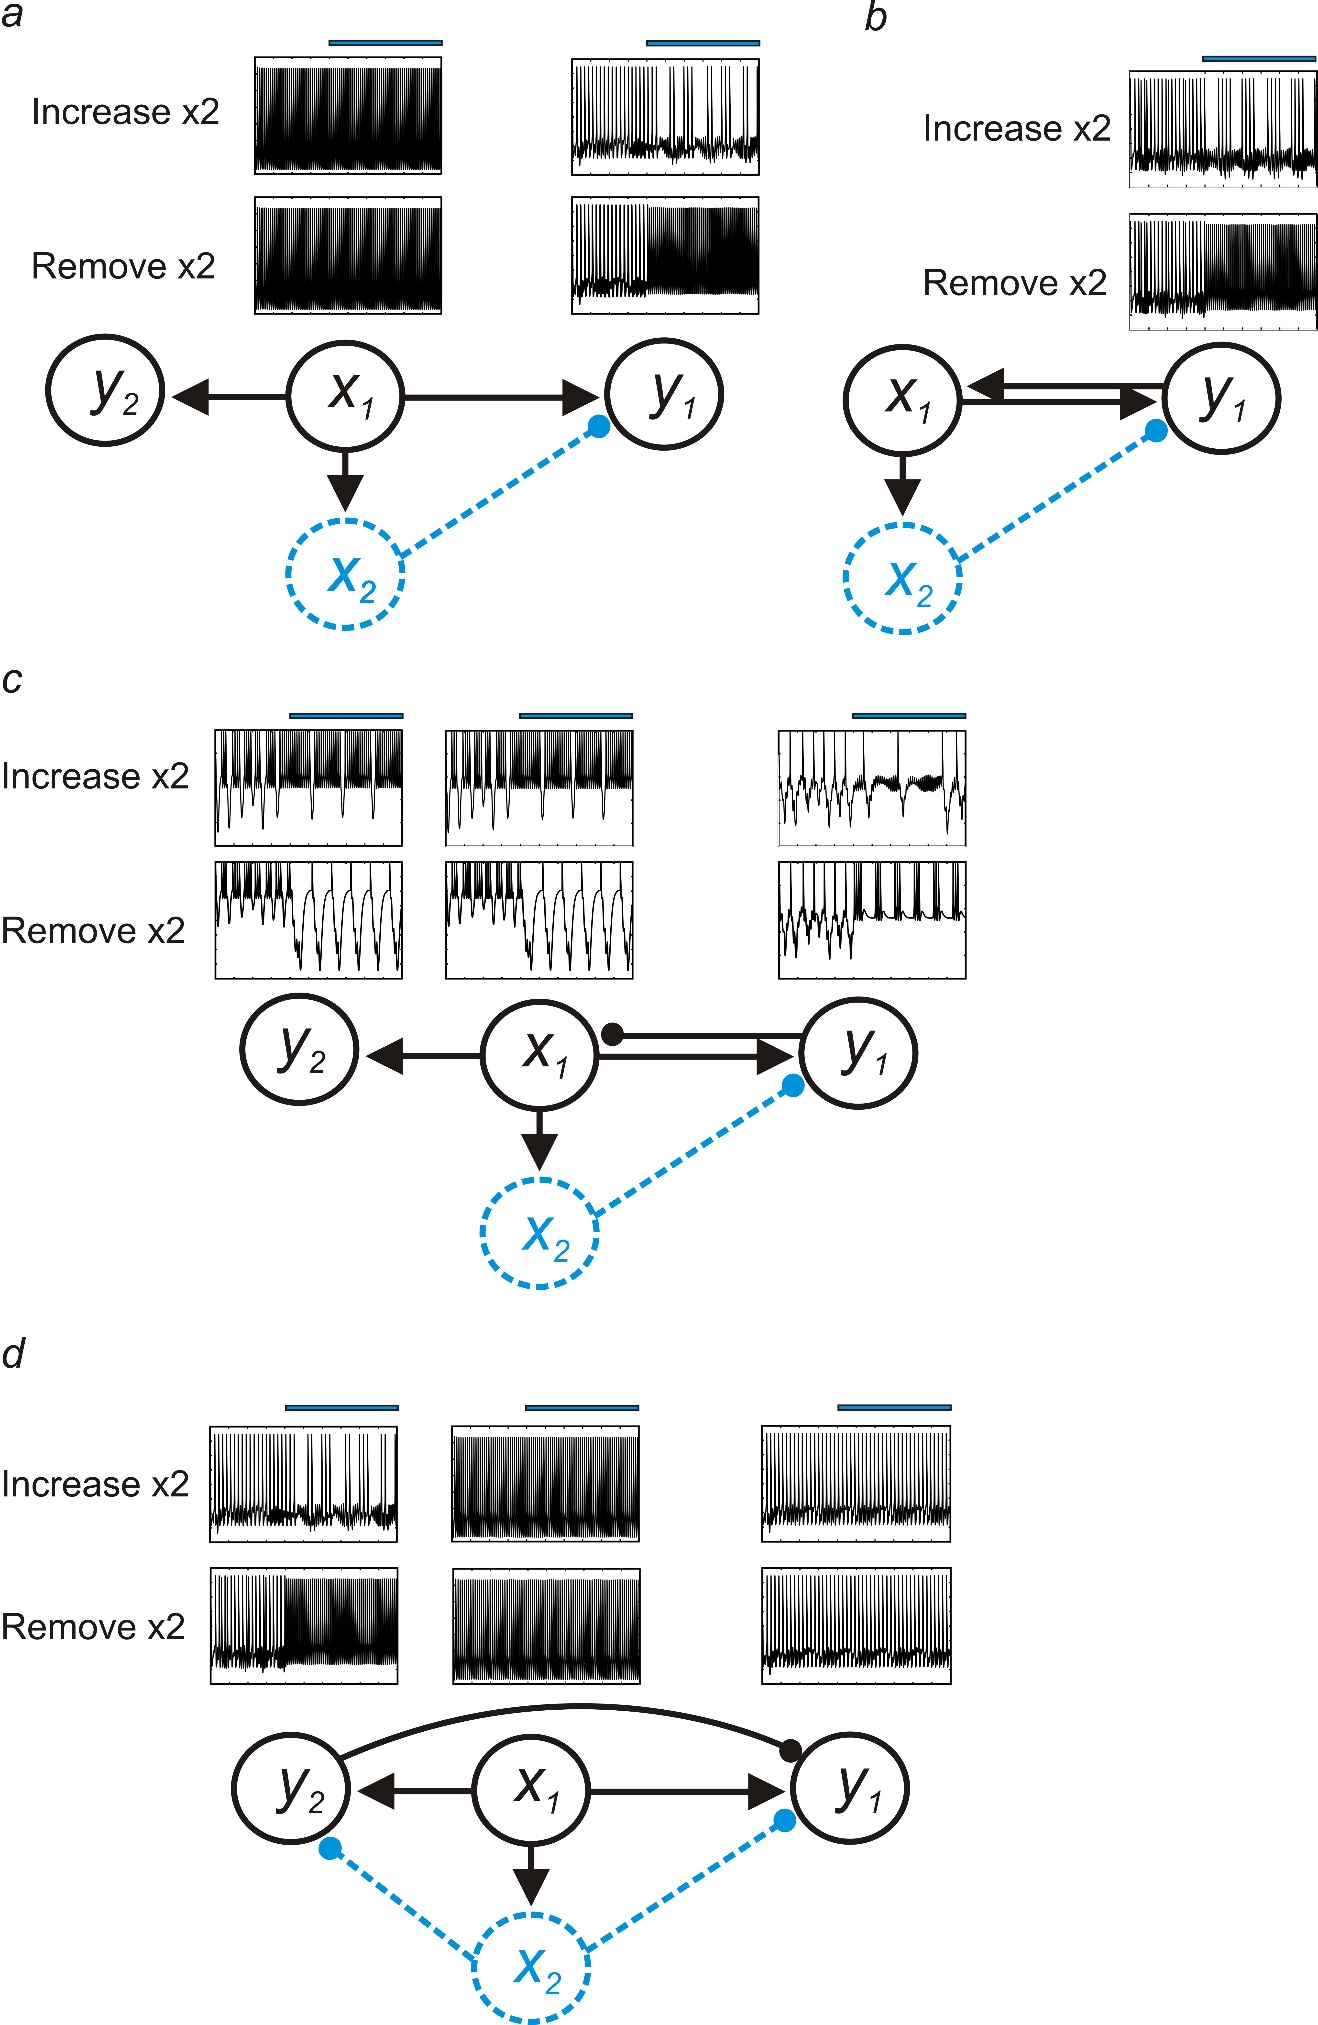 a
Increase x2
Remove x2
y2 x1 y1
x2
b
Increase x2
Remove x2
x1 y1
x2
c
Increase x2
Remove x2
y2 x1 y1
x2
d
Increase x2
Remove x2
y2 x1 y1
x2